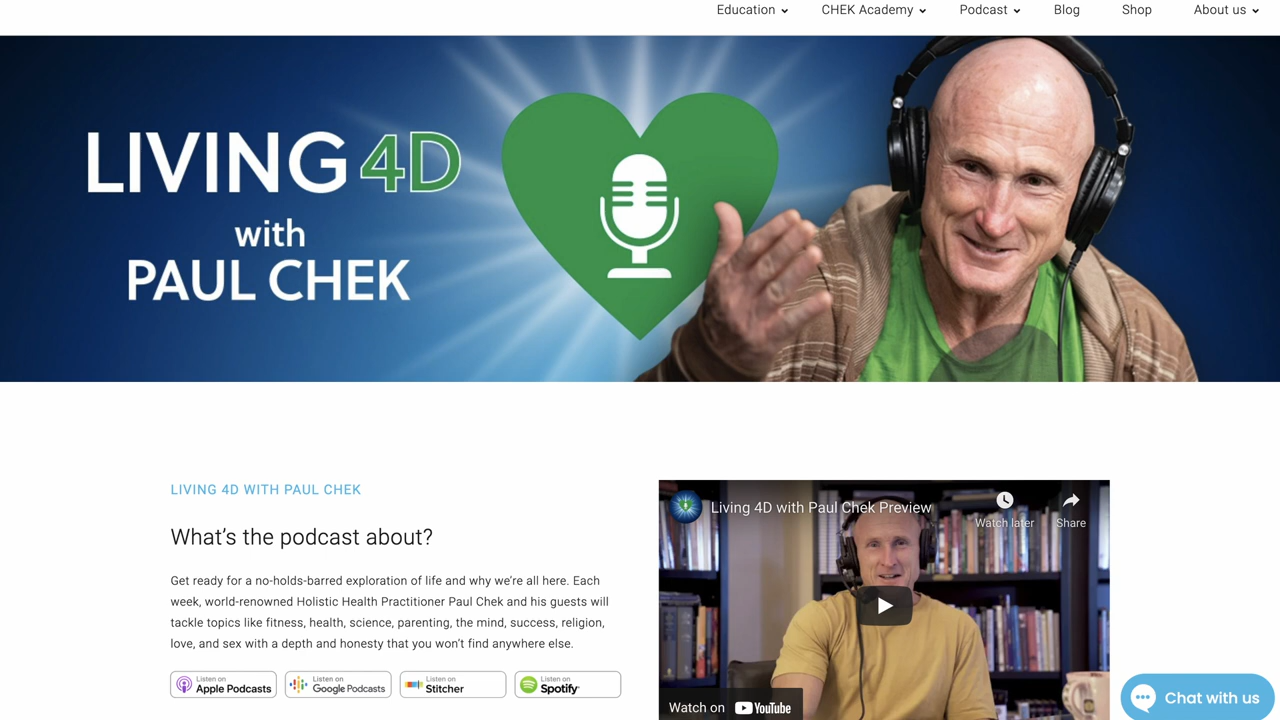 Education
CHEK Academy
Podcast
Blog
Shop
About us
LIVING 4D
with
PAUL CHEK
LIVING 4D WITH PAUL CHEK
What's the podcast about?
Get ready for a no-holds-barred exploration of life and why we're all here. Each
week, world-renowned Holistic Health Practitioner Paul Chek and his guests will
tackle topics like fitness, health, science, parenting, the mind, success, religion,
love, and sex with a depth and honesty that you won't find anywhere else.
Listen on
Apple Podcasts
Listen on
Google Podcasts
Listen on
Stitcher
Listen on
Spotify
Living 4D with Paul Chek Preview
Watch later
Share
Watch on YouTube
Chat with us